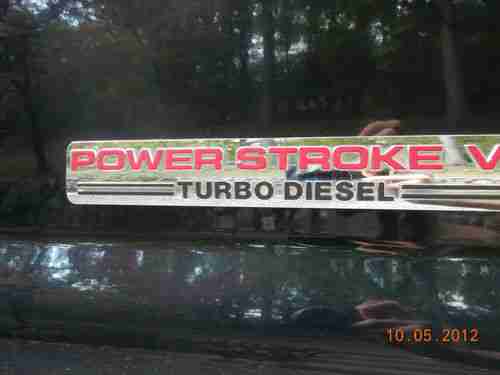 POWER STROKE V
TURBO DIESEL
10.05.2012